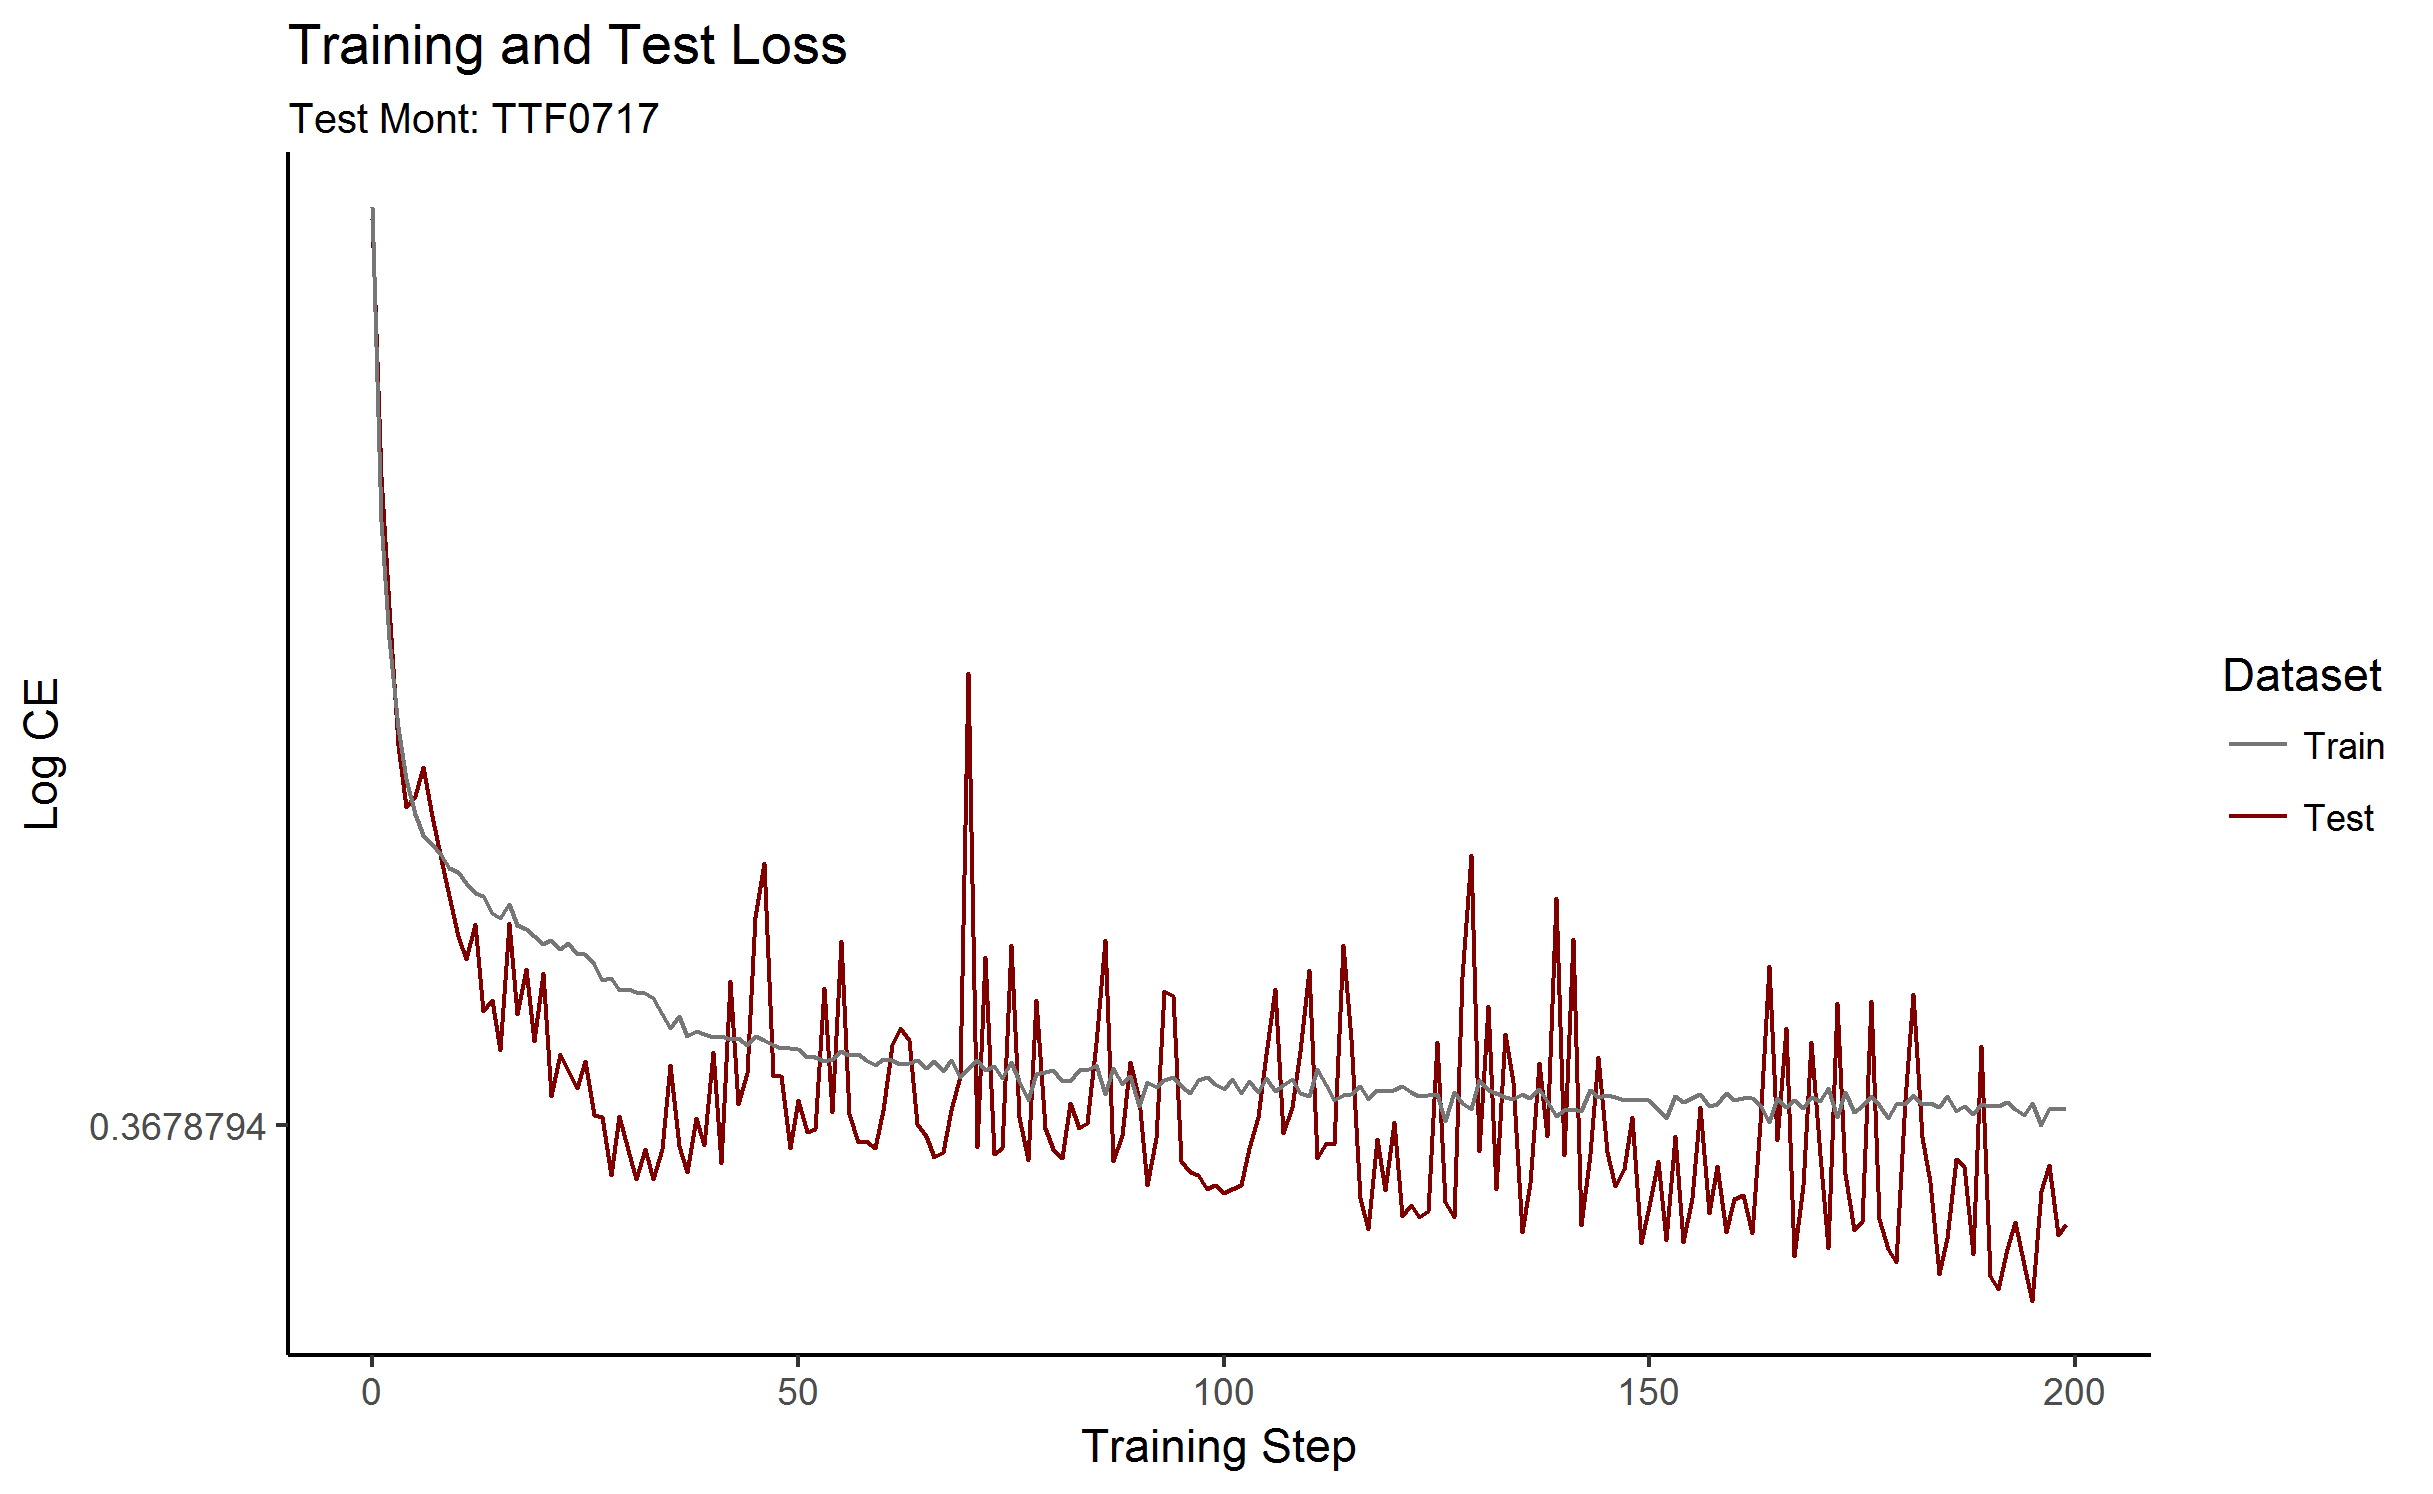 Training and Test Loss
Test Mont: TTF0717
Log CE
0.3678794
0 50 100 150 200
Training Step
Dataset
Train
Test